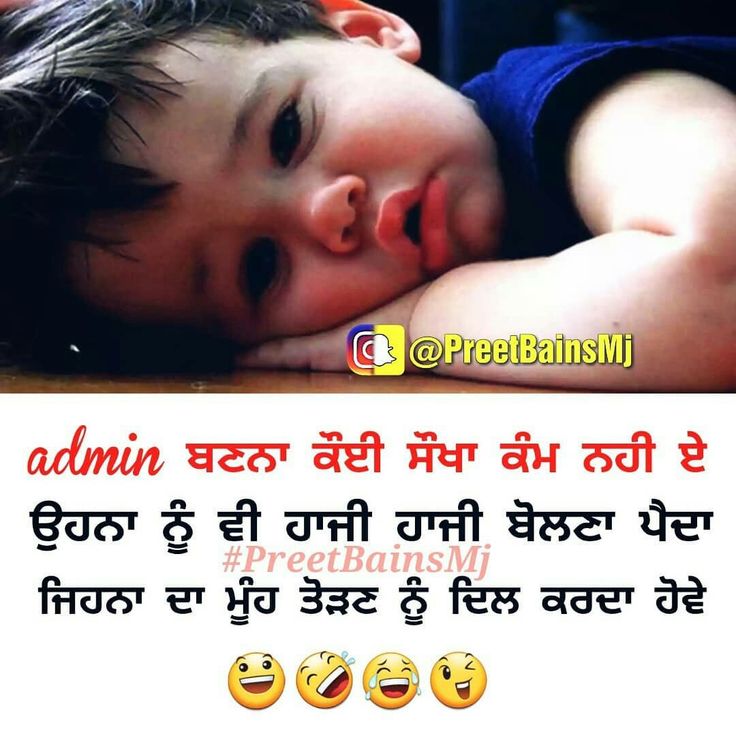 @PreetBainsMj
admin ਬਣਨਾ ਕੌਈ ਸੌਖਾ ਕੰਮ ਨਹੀ ਏ
ਉਹਨਾ ਨੂੰ ਵੀ ਹਾਜੀ ਹਾਜੀ ਬੋਲਣਾ ਪੈਦਾ
#PreetBainsMj
ਜਿਹਨਾ ਦਾ ਮੂੰਹ ਤੋੜਣ ਨੂੰ ਦਿਲ ਕਰਦਾ ਹੋਵੇ